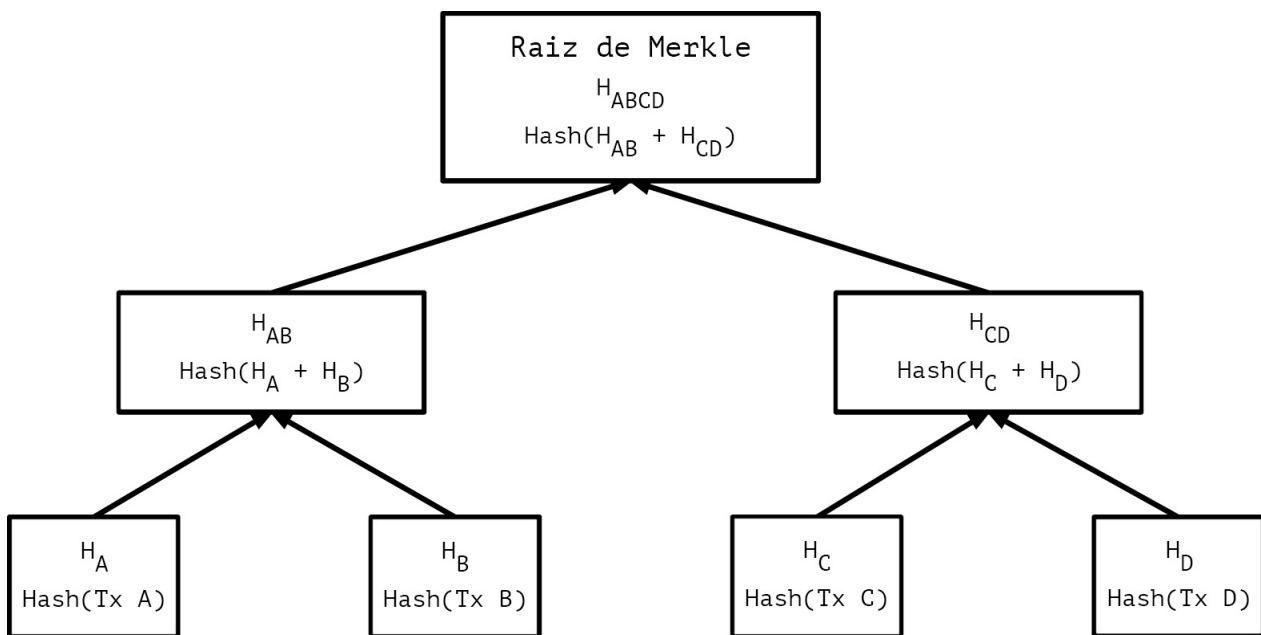 Raiz de Merkle
H_ABCD
Hash(H_AB + H_CD)
H_AB
Hash(H_A + H_B)
H_CD
Hash(H_C + H_D)
H_A
Hash(Tx A)
H_B
Hash(Tx B)
H_C
Hash(Tx C)
H_D
Hash(Tx D)